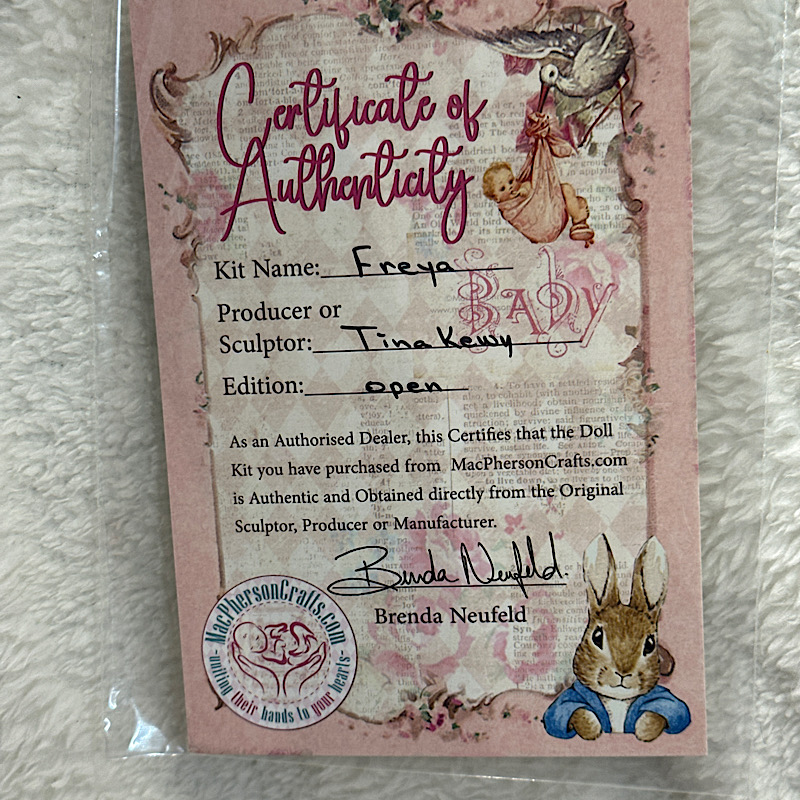 Certificate of
Authenticity
Kit Name: Freya
BABY
Producer or
Sculptor: Tina Kewy
Edition: open
As an Authorised Dealer, this Certifies that the Doll
Kit you have purchased from MacPhersonCrafts.com
is Authentic and Obtained directly from the Original
Sculptor, Producer or Manufacturer.
Brenda Neufeld.
Brenda Neufeld
MacPhersonCrafts.com
- uniting their hands to your hearts -